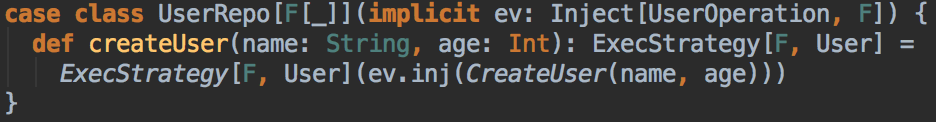 case class UserRepo[F[_]](implicit ev: Inject[UserOperation, F]) {
  def createUser(name: String, age: Int): ExecStrategy[F, User] =
    ExecStrategy[F, User](ev.inj(CreateUser(name, age)))
}